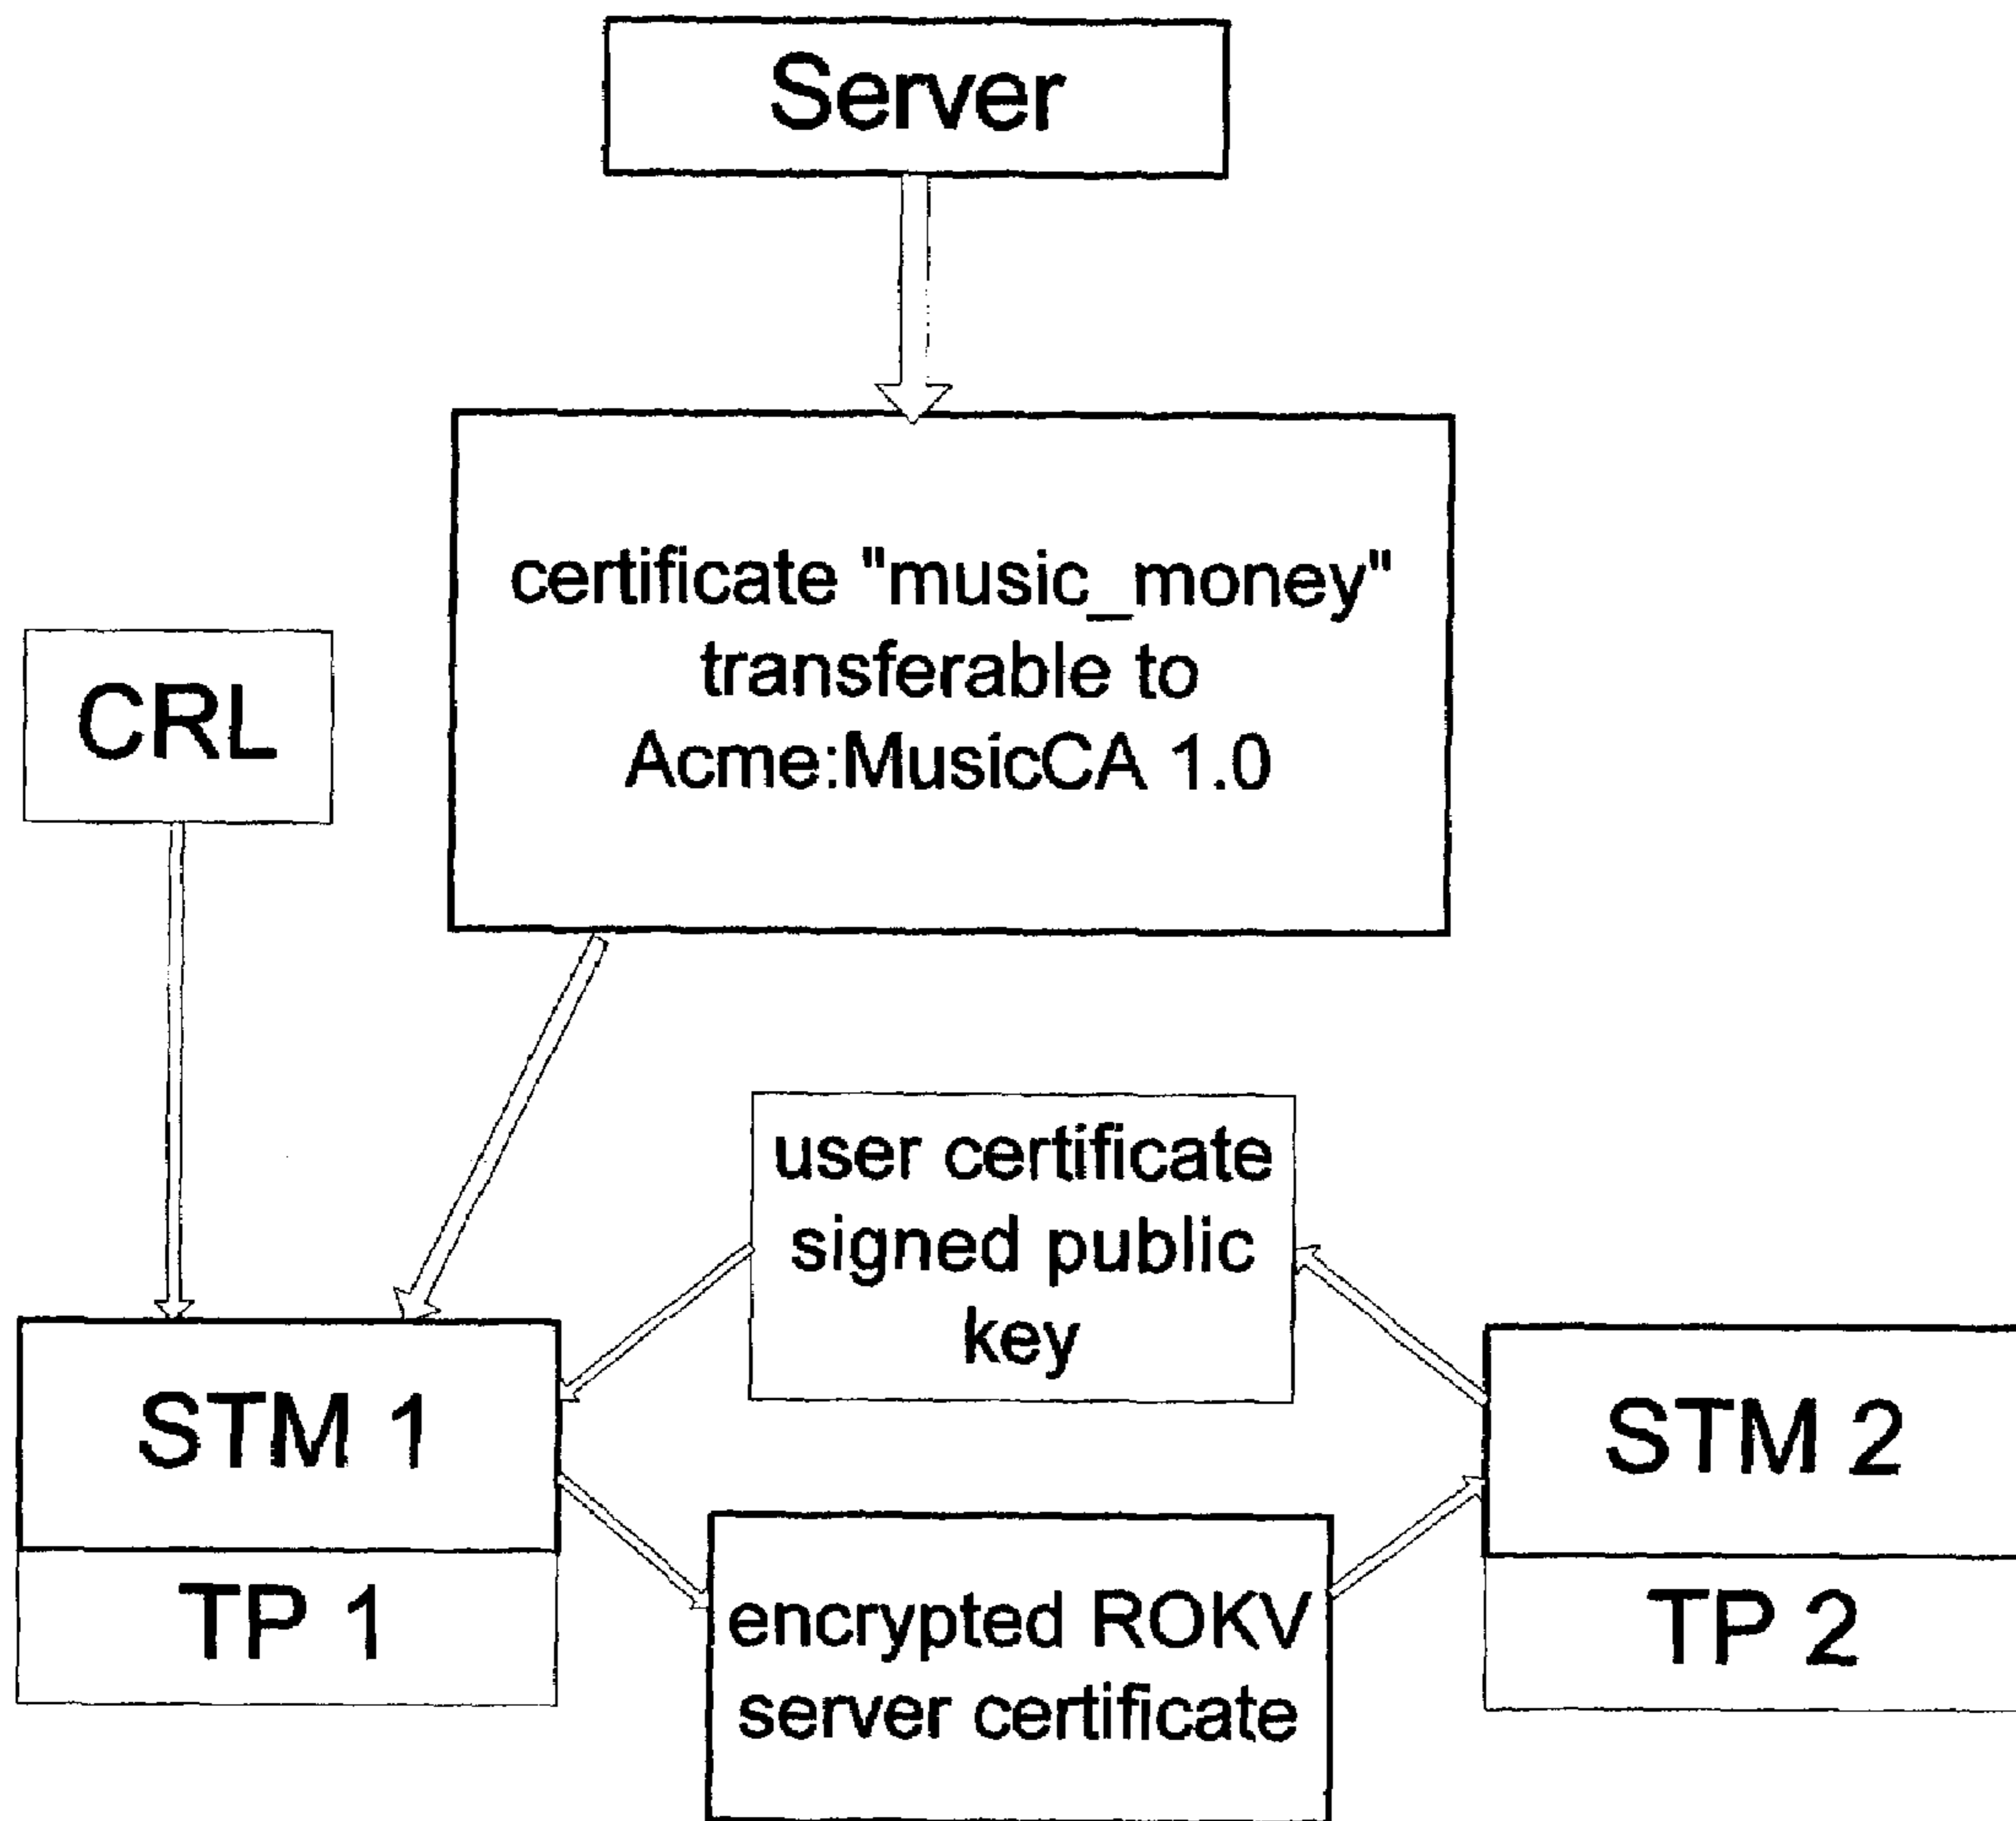 Server
certificate "music_money"
transferable to
Acme:MusicCA 1.0
CRL
user certificate
signed public
key
STM 1
STM 2
TP 1
TP 2
encrypted ROKV
server certificate